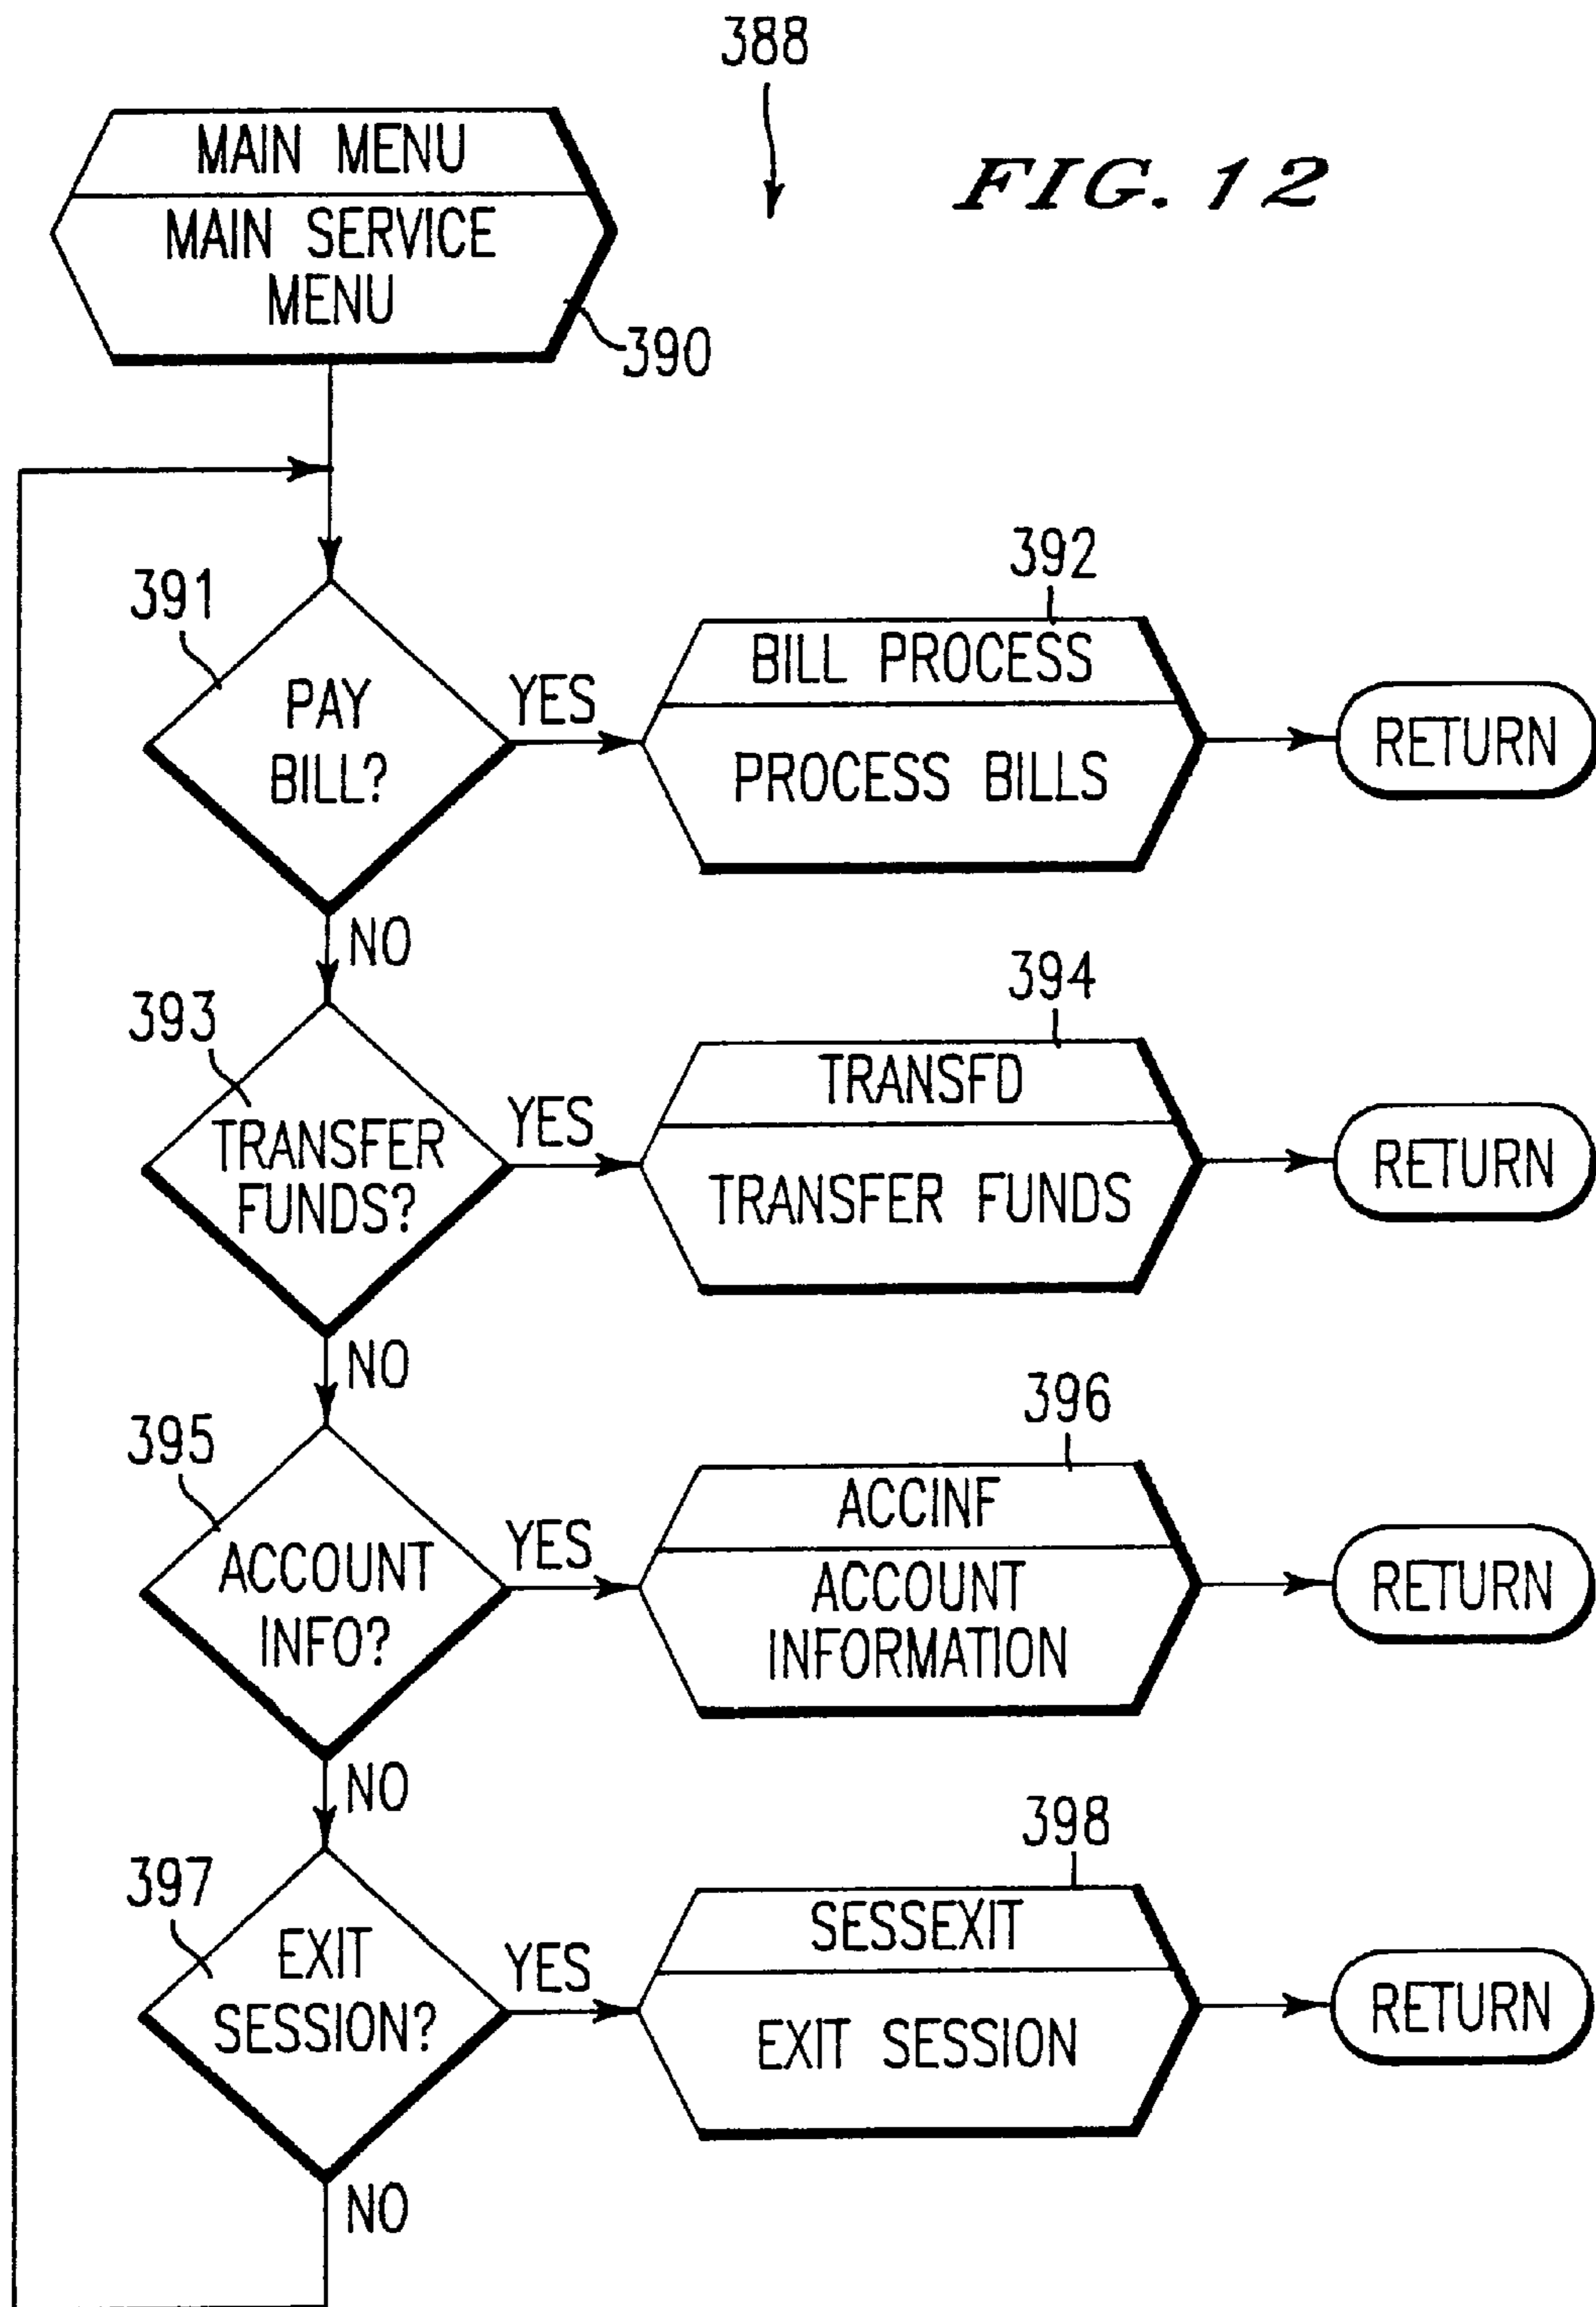 388
FIG. 12
MAIN MENU
MAIN SERVICE
MENU
390
391
PAY
BILL?
YES
392
BILL PROCESS
PROCESS BILLS
RETURN
NO
393
TRANSFER
FUNDS?
YES
394
TRANSFD
TRANSFER FUNDS
RETURN
NO
395
ACCOUNT
INFO?
YES
396
ACCINF
ACCOUNT
INFORMATION
RETURN
NO
397
EXIT
SESSION?
YES
398
SESSEXIT
EXIT SESSION
RETURN
NO